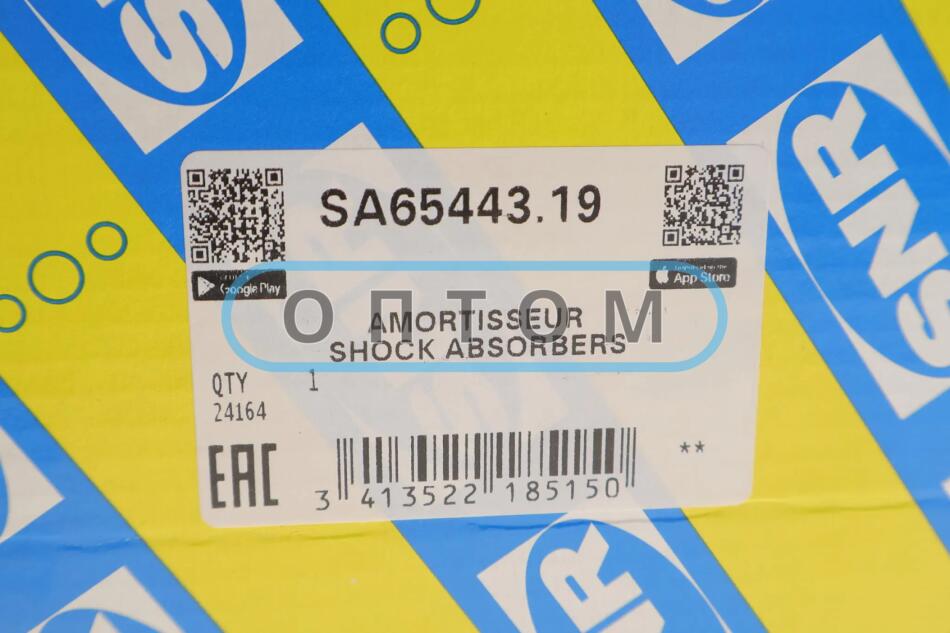 SNR
SNR
SA65443.19
Google Play
App Store
ОПТОМ
AMORTISSEUR
SHOCK ABSORBERS
QTY 1
24164
EAC
**
3 413522 185150
SNR